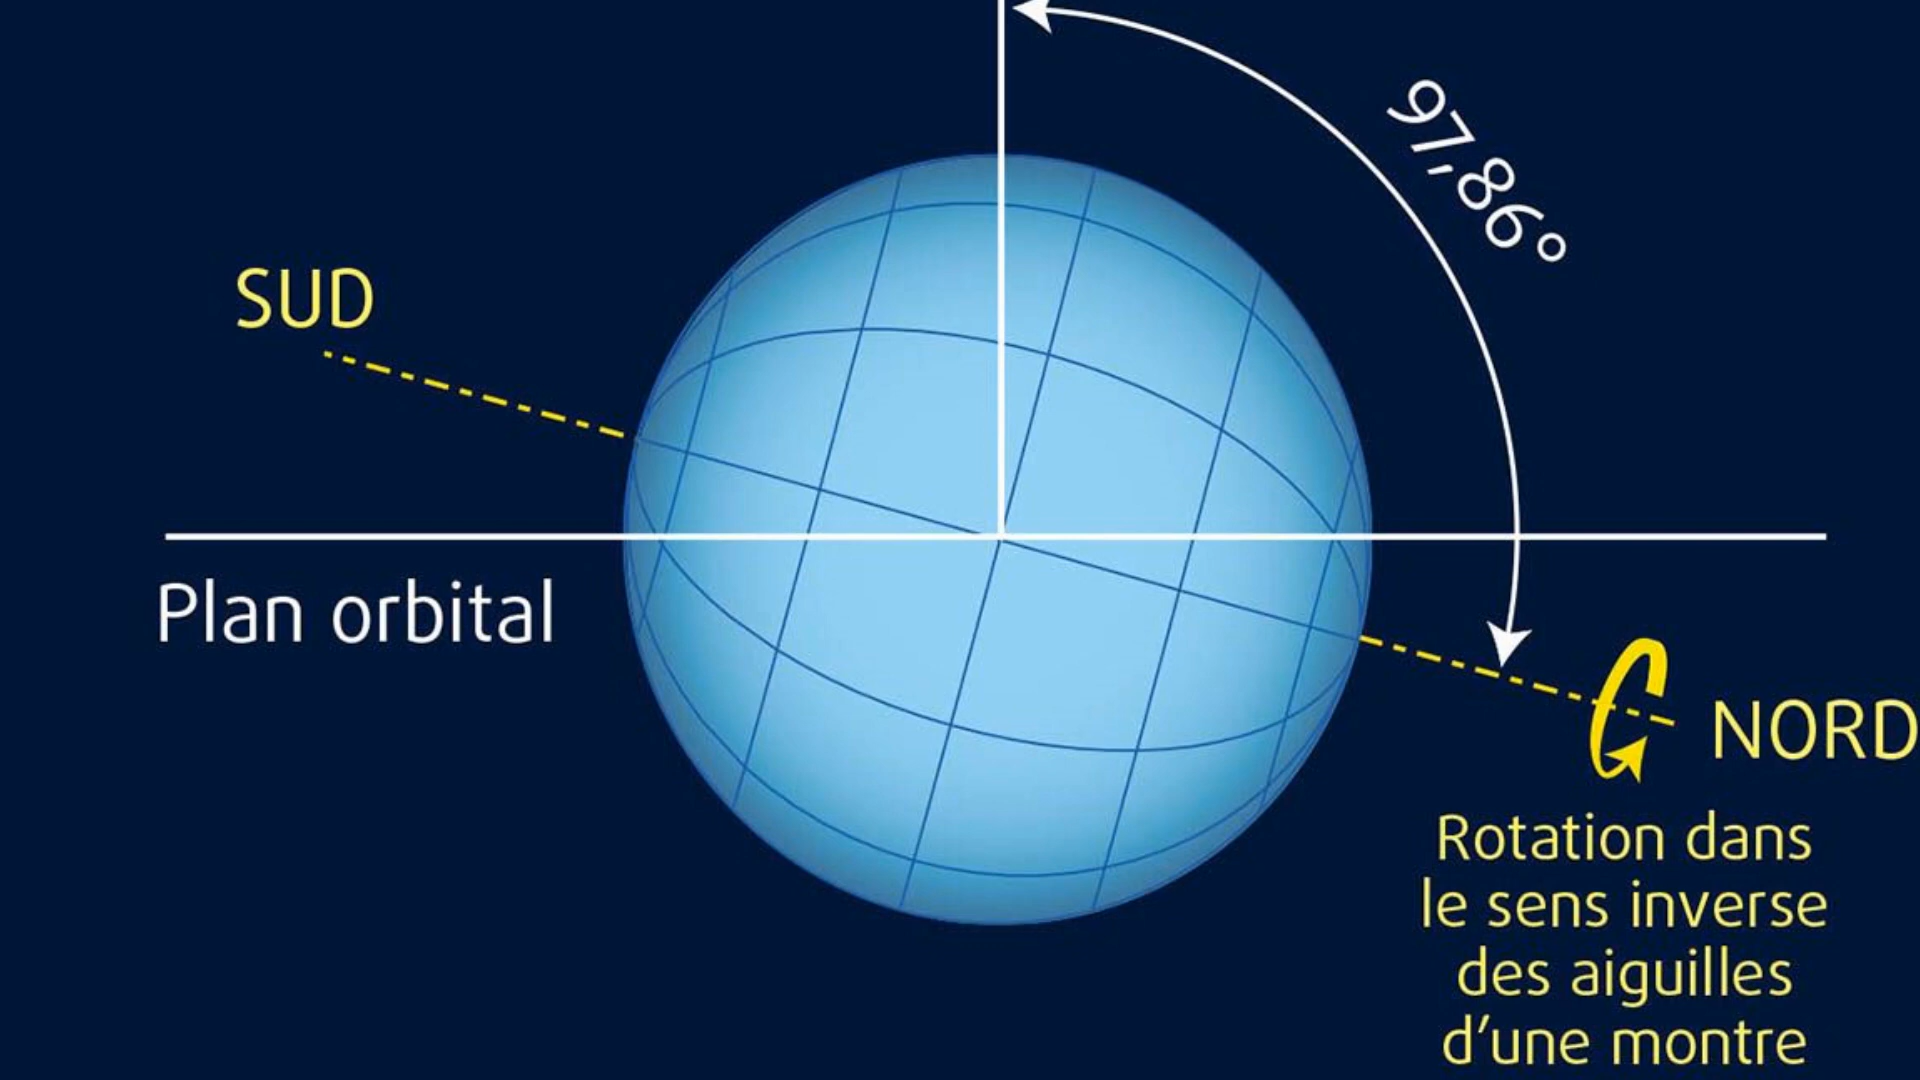 97,86°
SUD
Plan orbital
NORD
Rotation dans
le sens inverse
des aiguilles
d'une montre